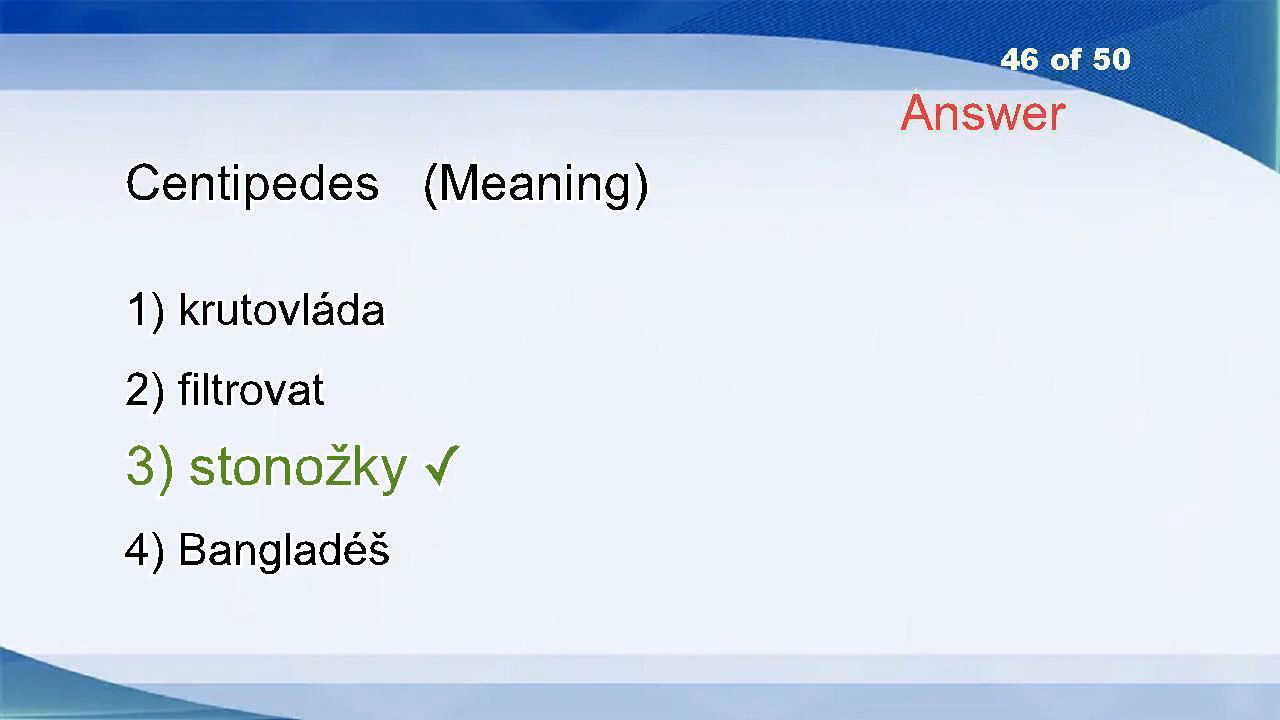 46 of 50
Answer
Centipedes (Meaning)
1) krutovláda
2) filtrovat
3) stonožky ✓
4) Bangladéš